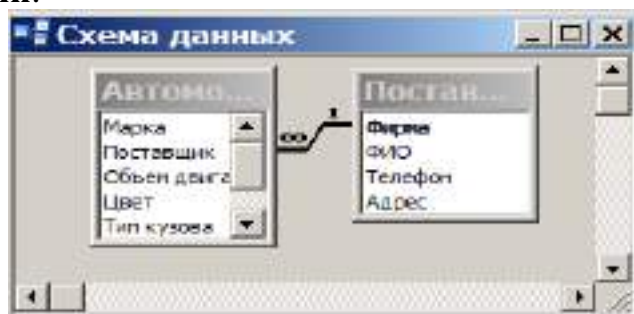 Схема данных
Автомо...
Марка
Поставщик
Объем двига
Цвет
Тип кузова
∞ 1
Постав...
Фирма
ФИО
Телефон
Адрес